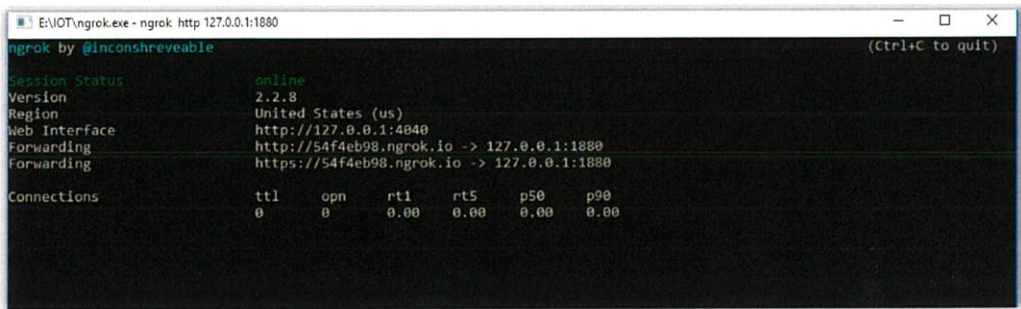 E:\IOT\ngrok.exe - ngrok http 127.0.0.1:1880
ngrok by @inconshreveable (Ctrl+C to quit)
Session Status online
Version 2.2.8
Region United States (us)
Web Interface http://127.0.0.1:4040
Forwarding http://54f4eb98.ngrok.io -> 127.0.0.1:1880
Forwarding https://54f4eb98.ngrok.io -> 127.0.0.1:1880
Connections ttl opn rt1 rt5 p50 p90
0 0 0.00 0.00 0.00 0.00